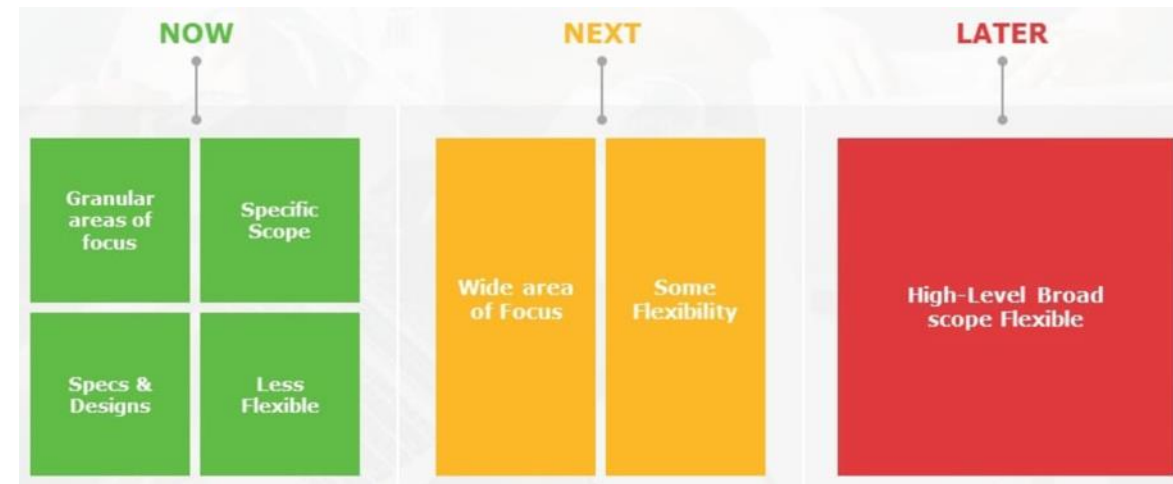 NOW
NEXT
LATER
Granular
areas of
focus
Specific
Scope
Specs &
Designs
Less
Flexible
Wide area
of Focus
Some
Flexibility
High-Level Broad
scope Flexible